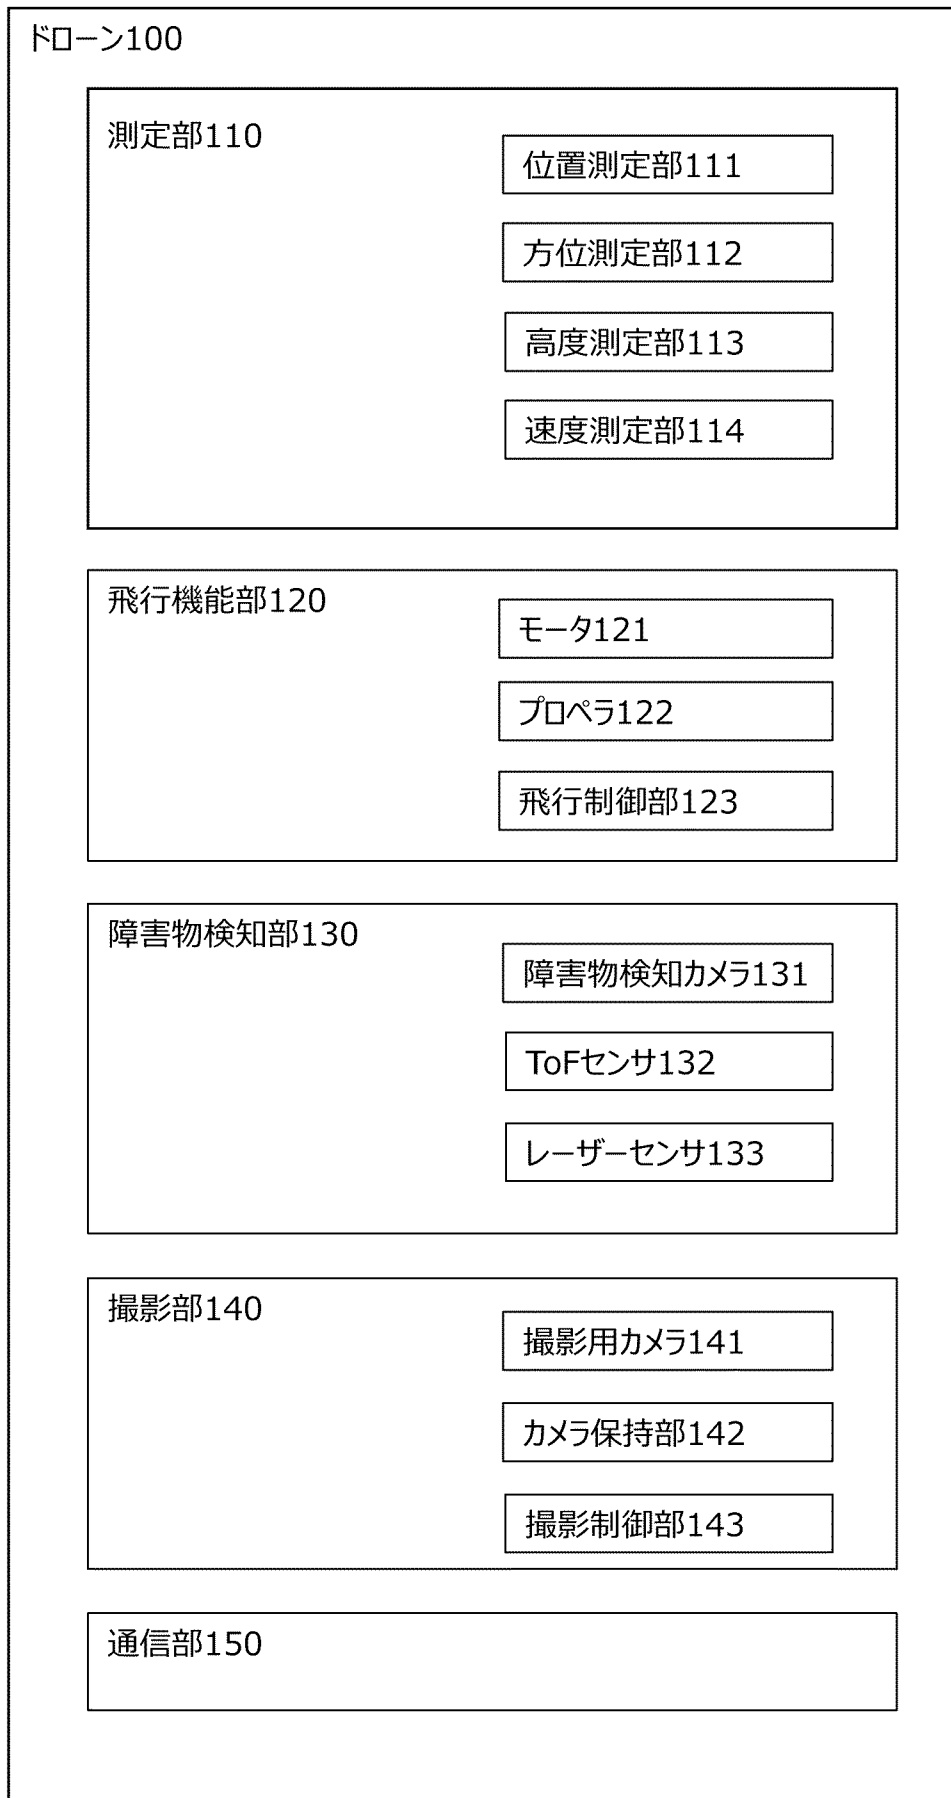 ドローン100
測定部110
位置測定部111
方位測定部112
高度測定部113
速度測定部114
飛行機能部120
モータ121
プロペラ122
飛行制御部123
障害物検知部130
障害物検知カメラ131
ToFセンサ132
レーザーセンサ133
撮影部140
撮影用カメラ141
カメラ保持部142
撮影制御部143
通信部150